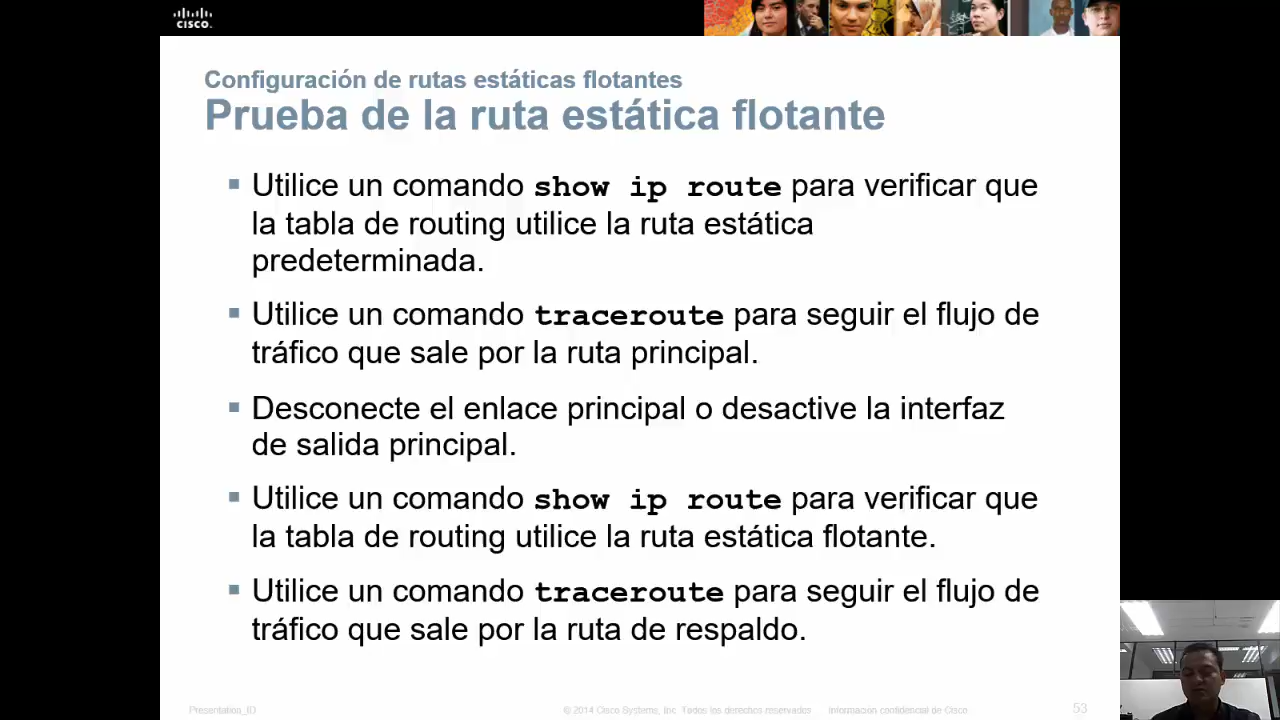 CISCO.
Configuración de rutas estáticas flotantes
Prueba de la ruta estática flotante
Utilice un comando show ip route para verificar que
la tabla de routing utilice la ruta estática
predeterminada.
Utilice un comando traceroute para seguir el flujo de
tráfico que sale por la ruta principal.
Desconecte el enlace principal o desactive la interfaz
de salida principal.
Utilice un comando show ip route para verificar que
la tabla de routing utilice la ruta estática flotante.
Utilice un comando traceroute para seguir el flujo de
tráfico que sale por la ruta de respaldo.
Presentation_ID
© 2014 Cisco Systems, Inc. Todos los derechos reservados.
Información confidencial de Cisco
53